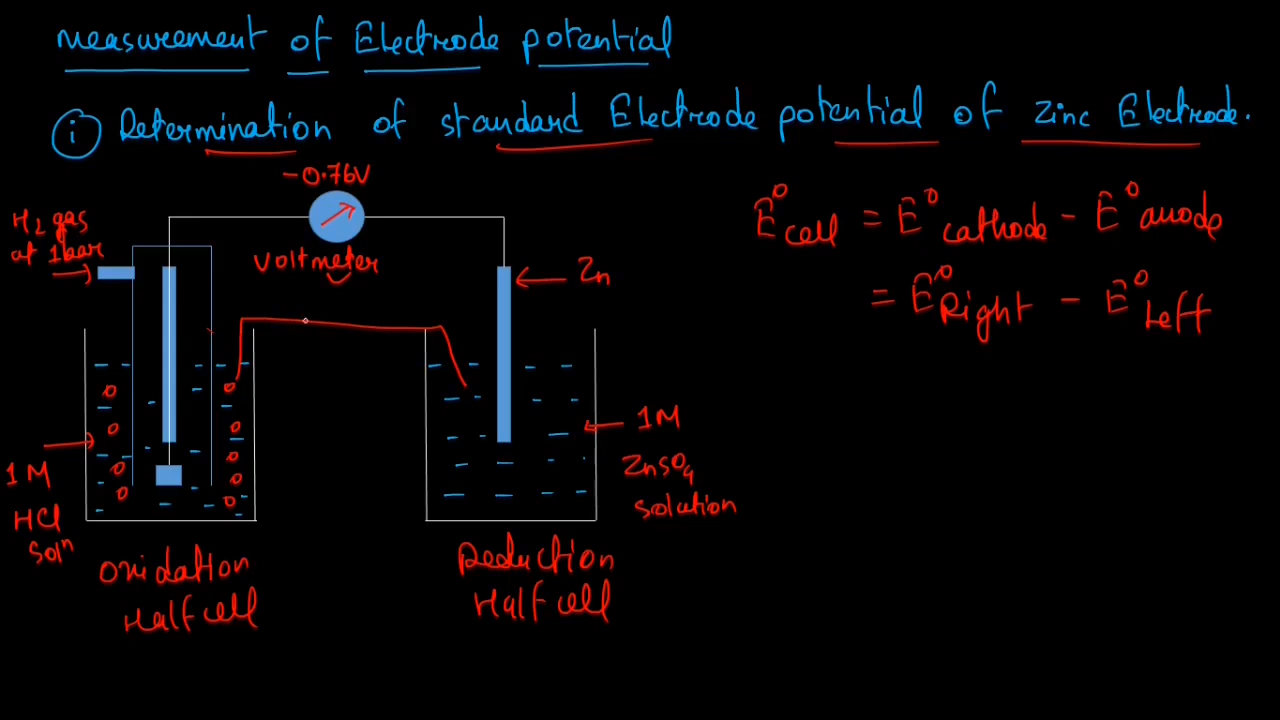 Measurement of Electrode potential
i Determination of standard Electrode potential of Zinc Electrode.
-0.76V
H2 gas
at 1bar
voltmeter
Zn
E°cell = E°cathode - E°anode
= E°Right - E°Left
1M
HCl
Soln
1M
ZnSO4
solution
Oxidation
Half cell
Reduction
Half cell